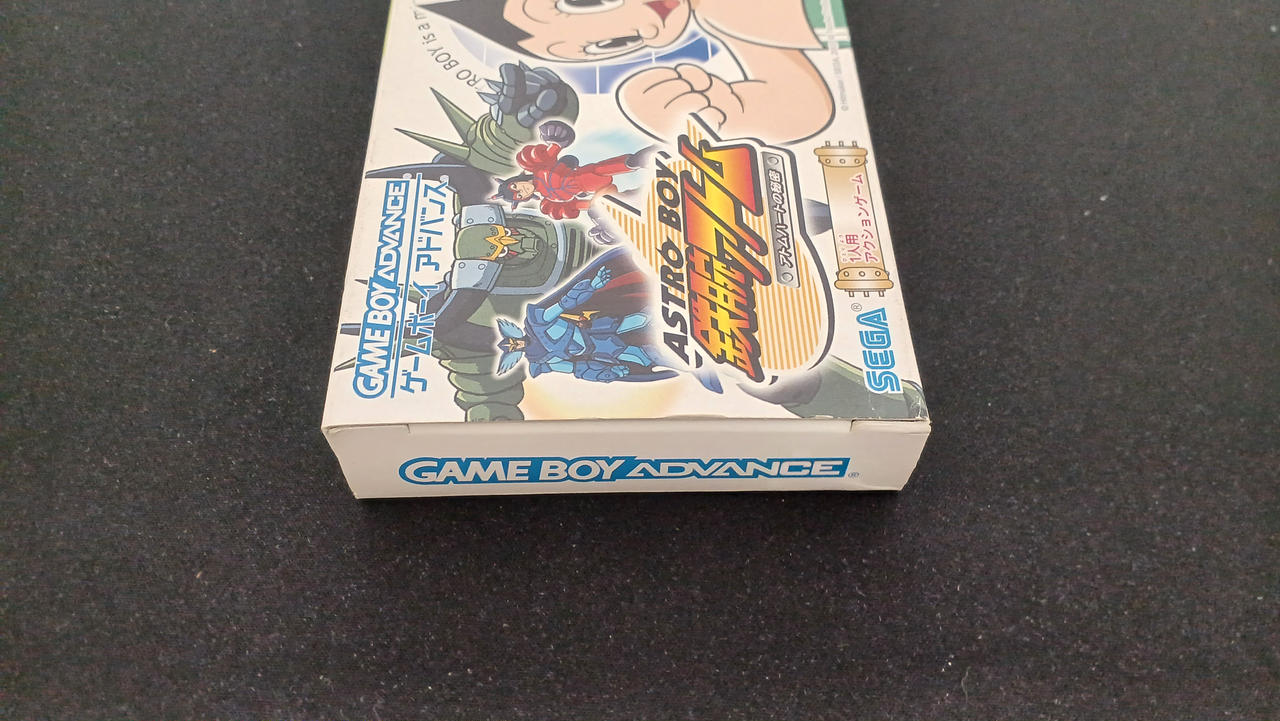 RO BOY is a m
GAME BOY ADVANCE®
ゲームボーイ アドバンス®
ASTRO BOY
鉄腕アトム
アトムハートの秘密
1人用
アクションゲーム
SEGA®
GAME BOY ADVANCE®